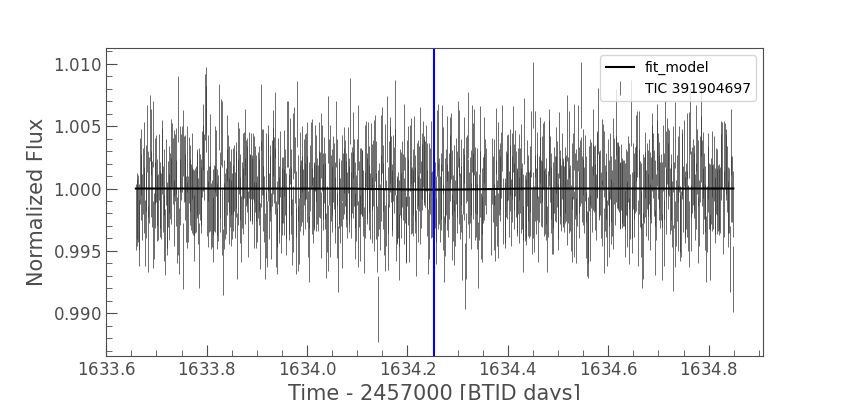 fit_model
TIC 391904697
1.010
1.005
1.000
0.995
0.990
Normalized Flux
1633.6 1633.8 1634.0 1634.2 1634.4 1634.6 1634.8
Time - 2457000 [BTJD days]